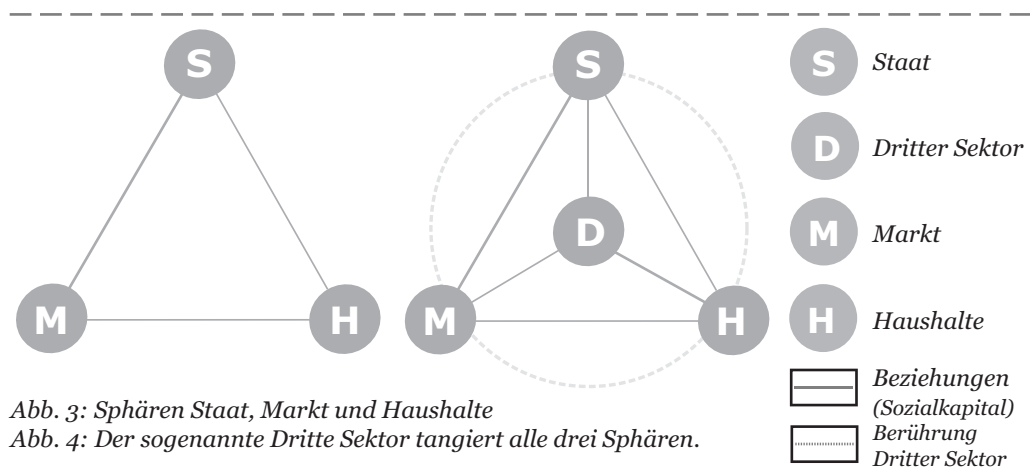 S
M
H
S
D
M
H
S Staat
D Dritter Sektor
M Markt
H Haushalte
Beziehungen
(Sozialkapital)
Berührung
Dritter Sektor
Abb. 3: Sphären Staat, Markt und Haushalte
Abb. 4: Der sogenannte Dritte Sektor tangiert alle drei Sphären.